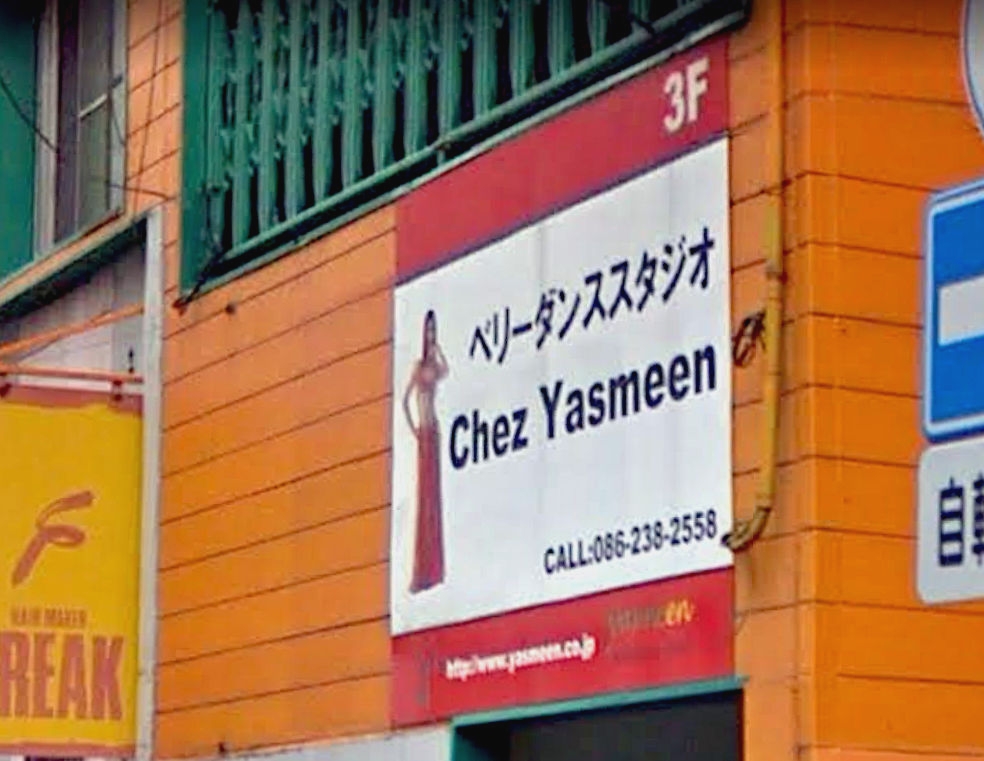 3F
ベリーダンススタジオ
Chez Yasmeen
CALL:086-238-2558
http://www.yasmeen.co.jp
HAIR MAKER
REAK
自